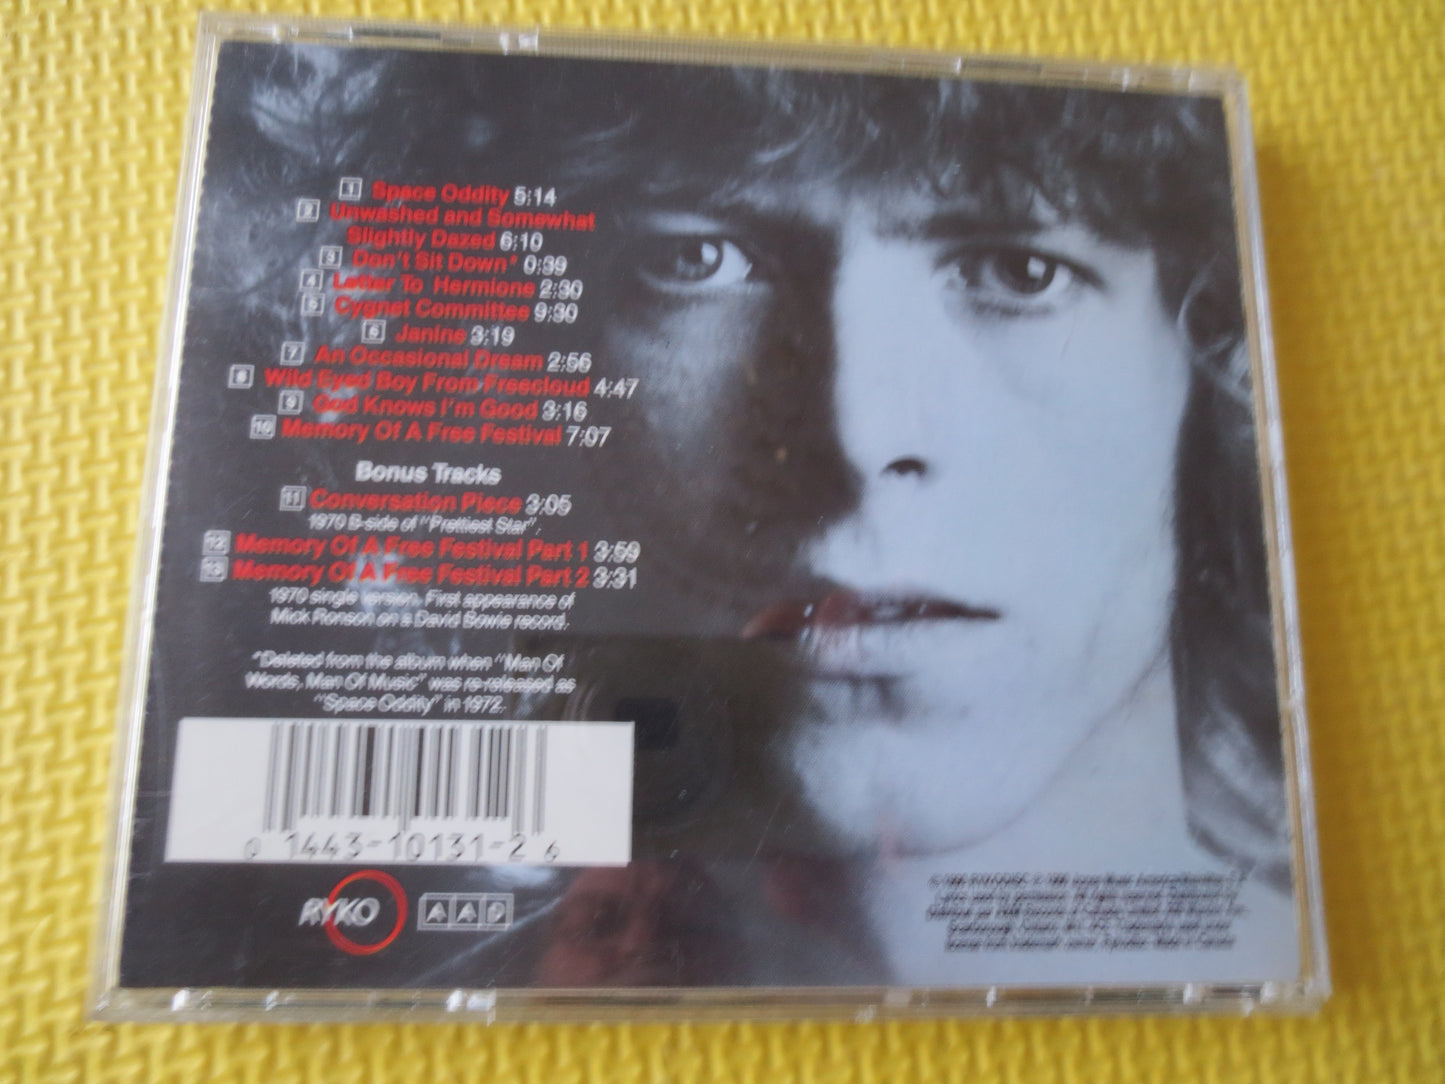 1 Space Oddity 5:14
2 Unwashed and Somewhat
Slightly Dazed 6:10
3 Don't Sit Down* 0:39
4 Letter To Hermione 2:30
5 Cygnet Committee 9:30
6 Janine 3:19
7 An Occasional Dream 2:56
8 Wild Eyed Boy From Freecloud 4:47
9 God Knows I'm Good 3:16
10 Memory Of A Free Festival 7:07
Bonus Tracks
11 Conversation Piece 3:05
1970 B-side of "Prettiest Star".
12 Memory Of A Free Festival Part 1 3:59
13 Memory Of A Free Festival Part 2 3:31
1970 single version. First appearance of
Mick Ronson on a David Bowie record.
*Deleted from the album when "Man Of
Words, Man Of Music" was re-released as
"Space Oddity" in 1972.
0 14431-10131-2 6
RYKO
AAD